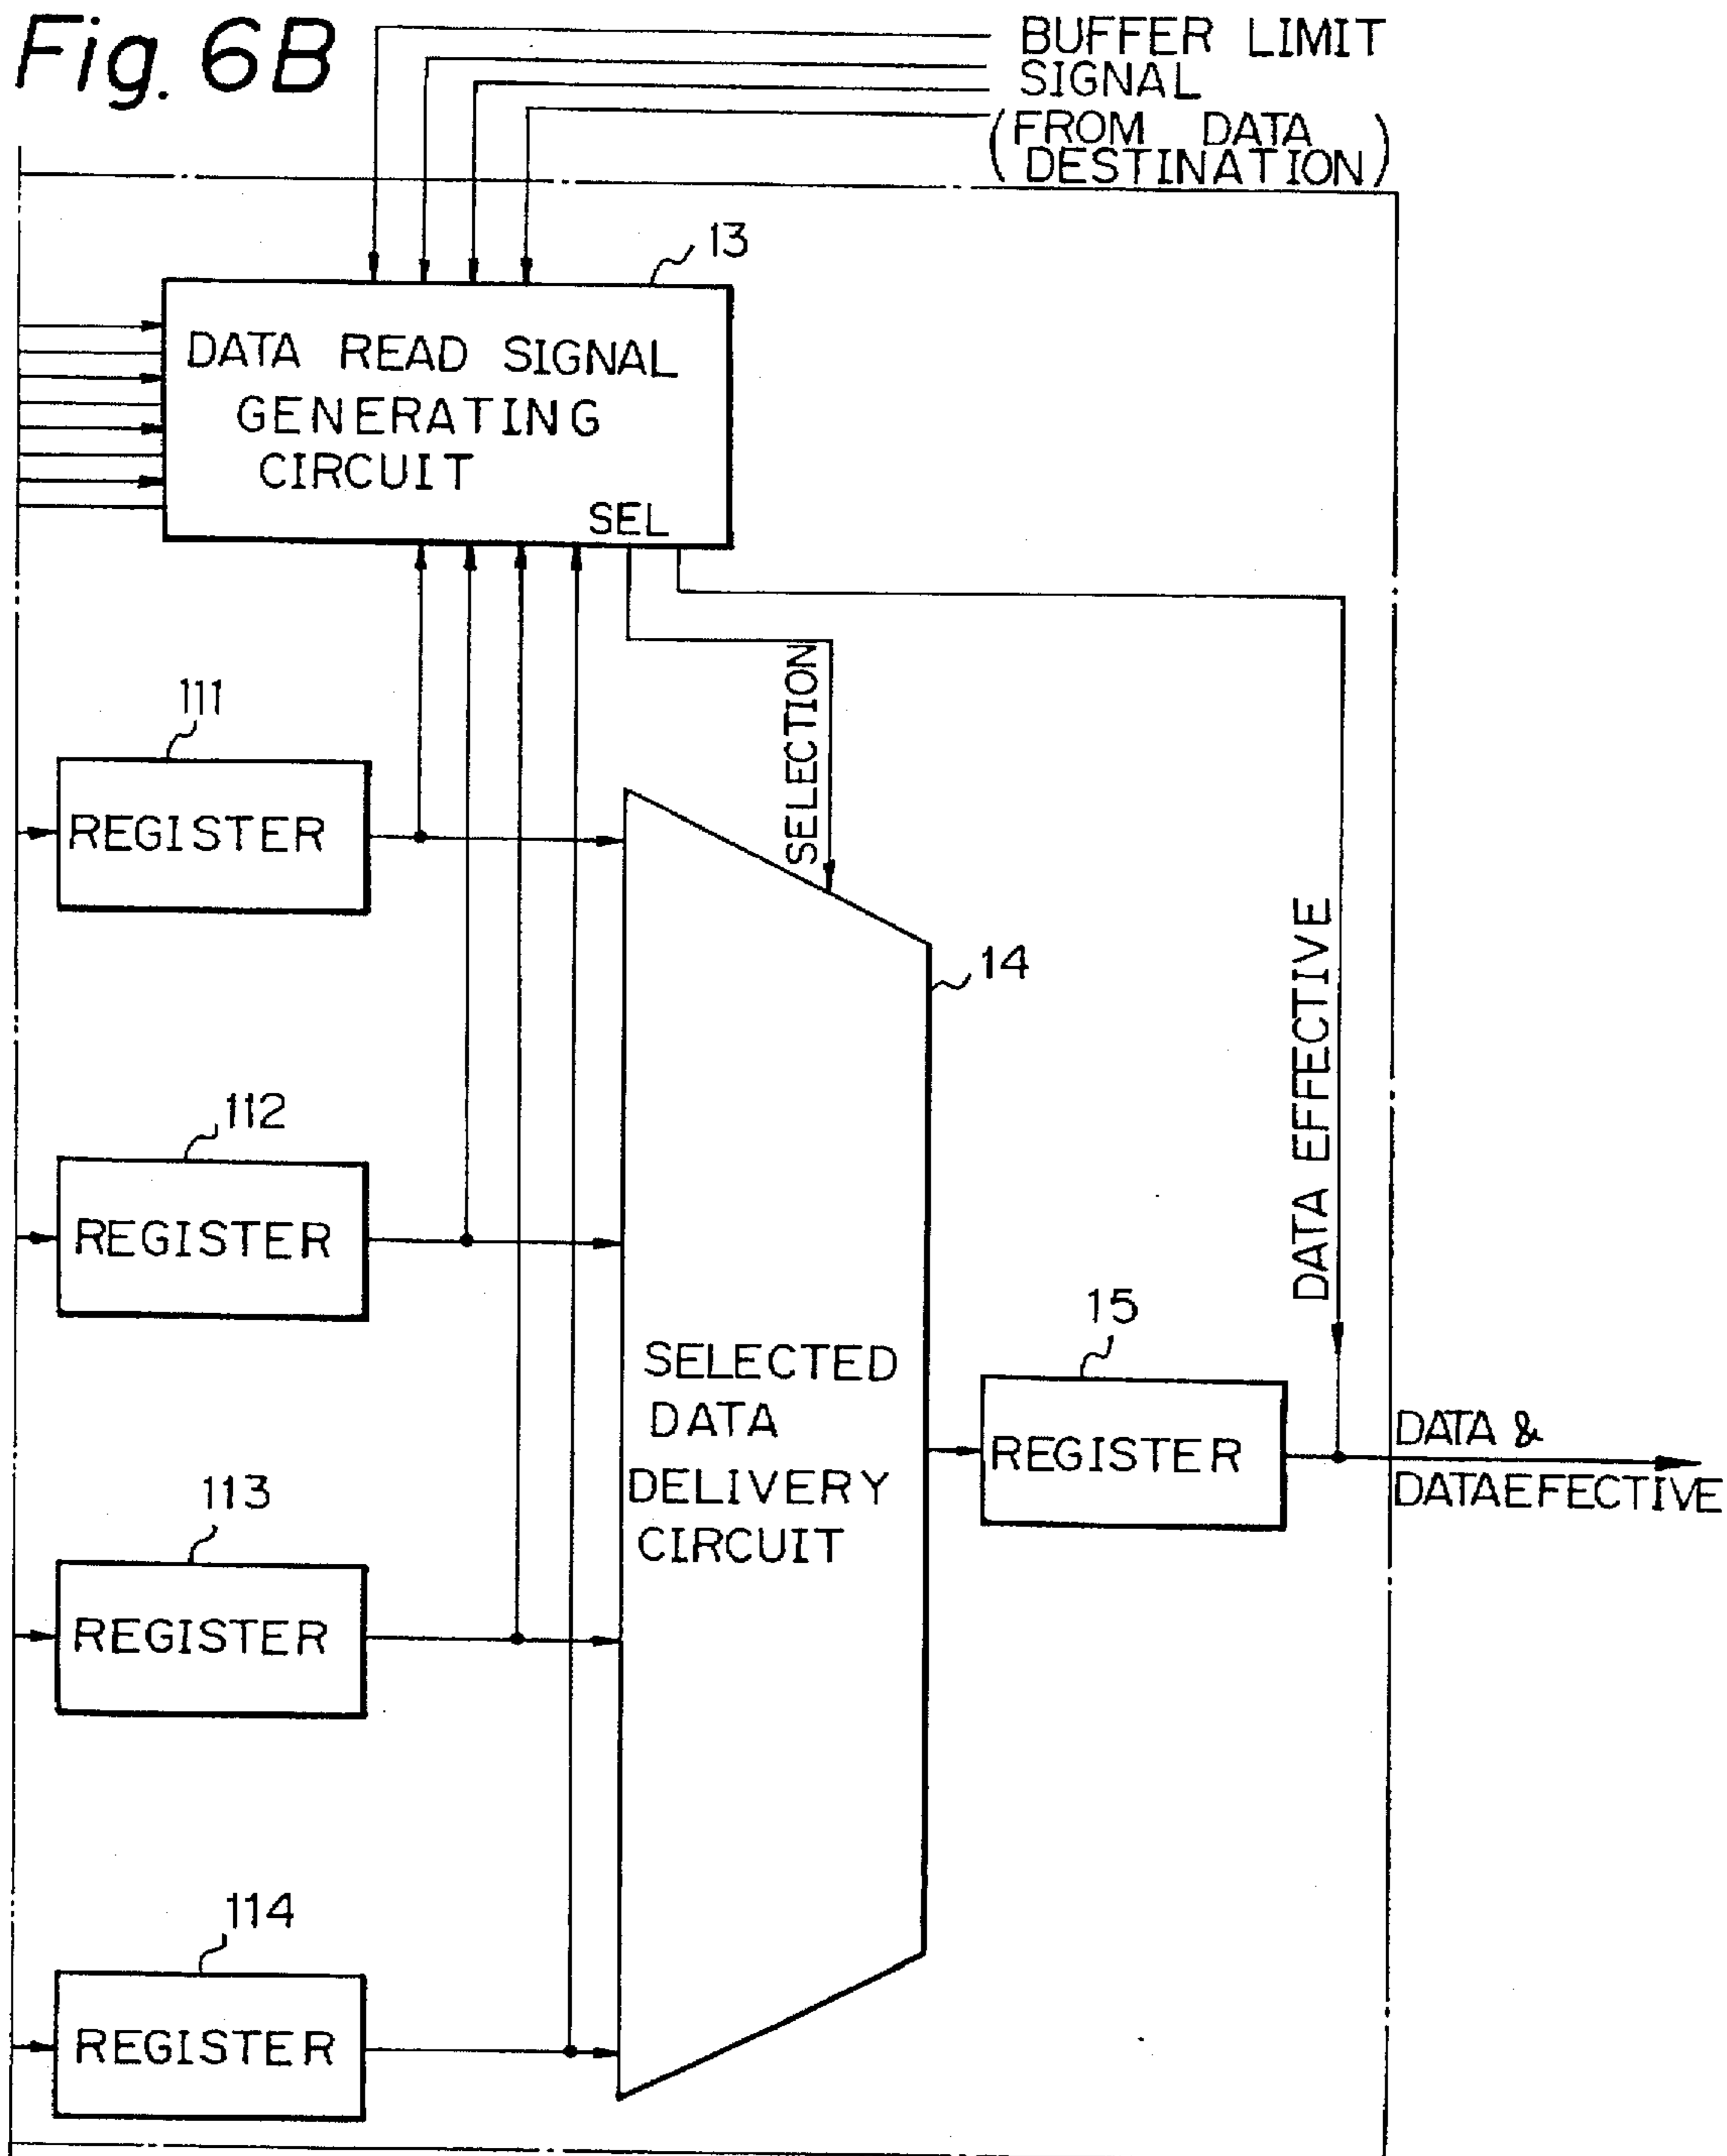 Fig. 6B
BUFFER LIMIT
SIGNAL
(FROM DATA
DESTINATION)
13
DATA READ SIGNAL
GENERATING
CIRCUIT
SEL
SELECTION
111
REGISTER
14
DATA EFFECTIVE
112
REGISTER
15
SELECTED
DATA
DELIVERY
CIRCUIT
REGISTER
DATA &
DATAEFECTIVE
113
REGISTER
114
REGISTER